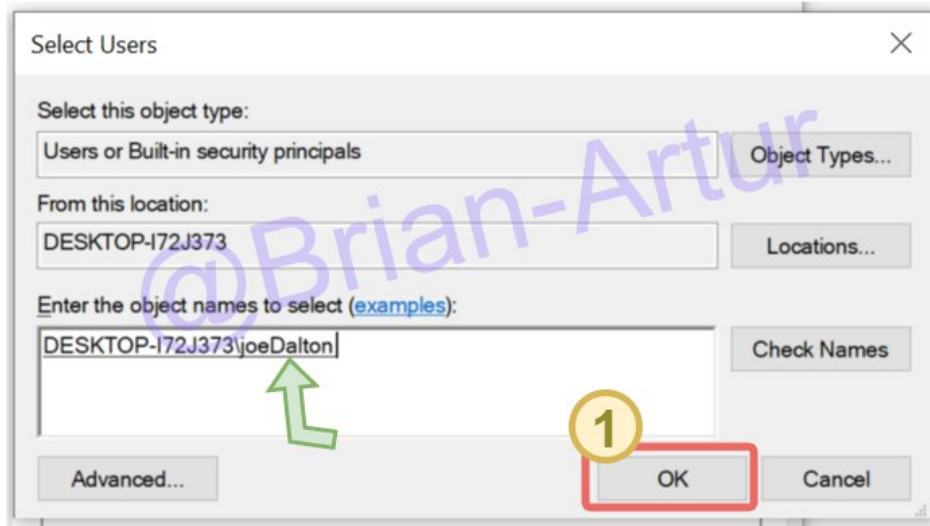 Select Users
Select this object type:
Users or Built-in security principals
Object Types...
From this location:
DESKTOP-I72J373
Locations...
Enter the object names to select (examples):
DESKTOP-I72J373\joeDalton
Check Names
1
Advanced...
OK
Cancel
@Brian-Artur